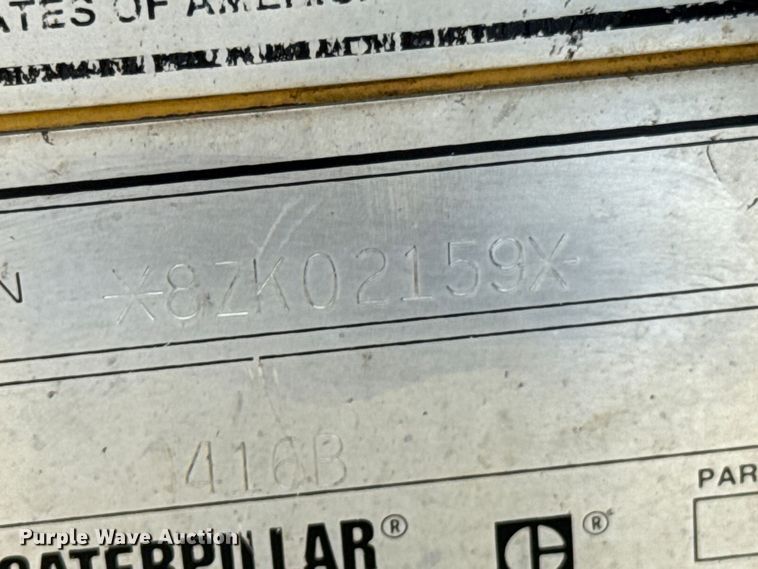 ATES OF AMERICA
N *8ZK02159*
416B
PAR
CATERPILLAR®
®
Purple Wave Auction